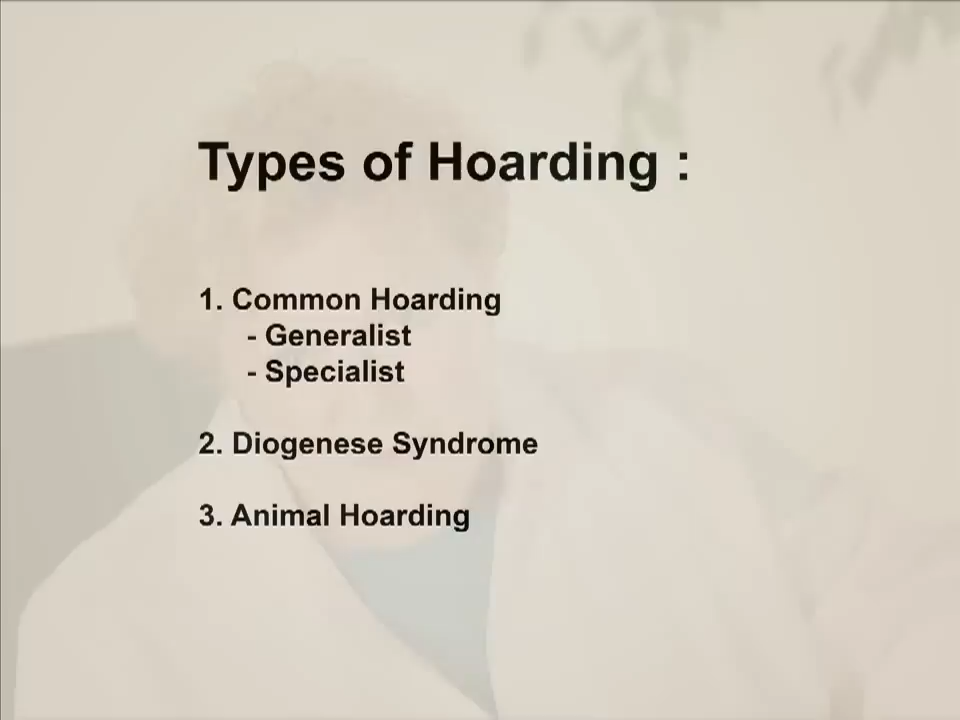 Types of Hoarding :
1. Common Hoarding
- Generalist
- Specialist
2. Diogenese Syndrome
3. Animal Hoarding